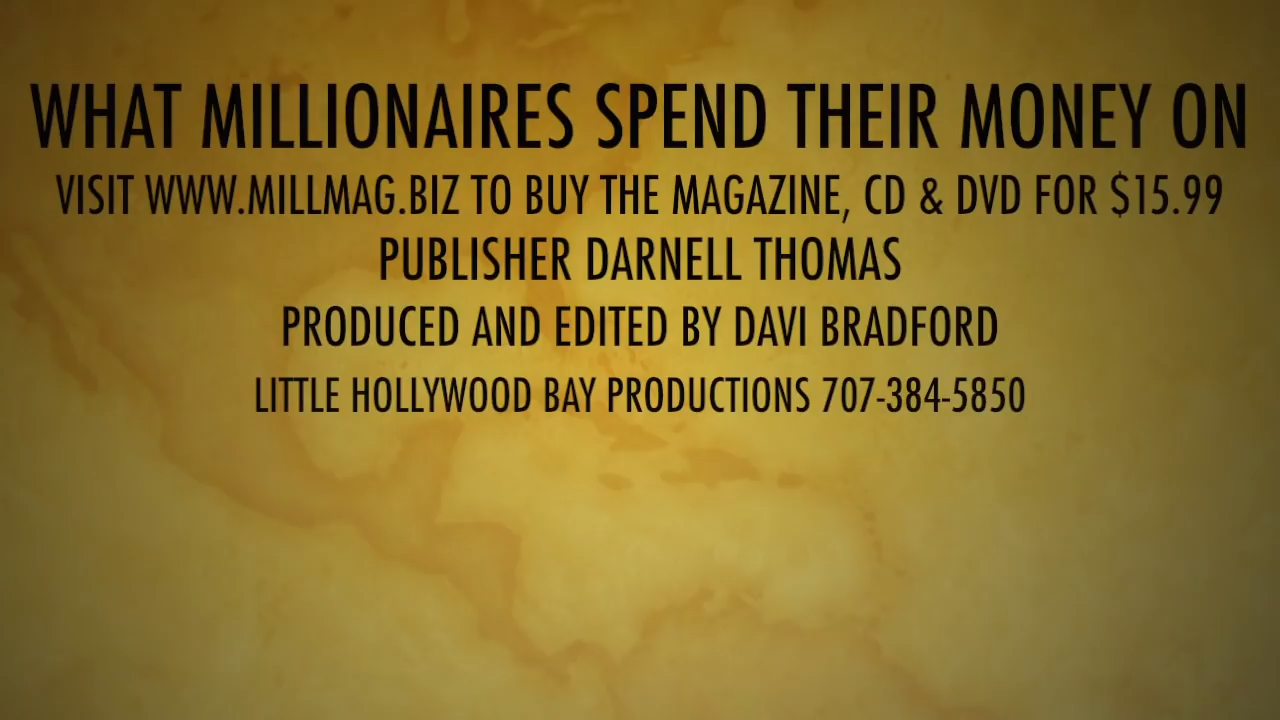 WHAT MILLIONAIRES SPEND THEIR MONEY ON
VISIT WWW.MILLMAG.BIZ TO BUY THE MAGAZINE, CD & DVD FOR $15.99
PUBLISHER DARNELL THOMAS
PRODUCED AND EDITED BY DAVI BRADFORD
LITTLE HOLLYWOOD BAY PRODUCTIONS 707-384-5850